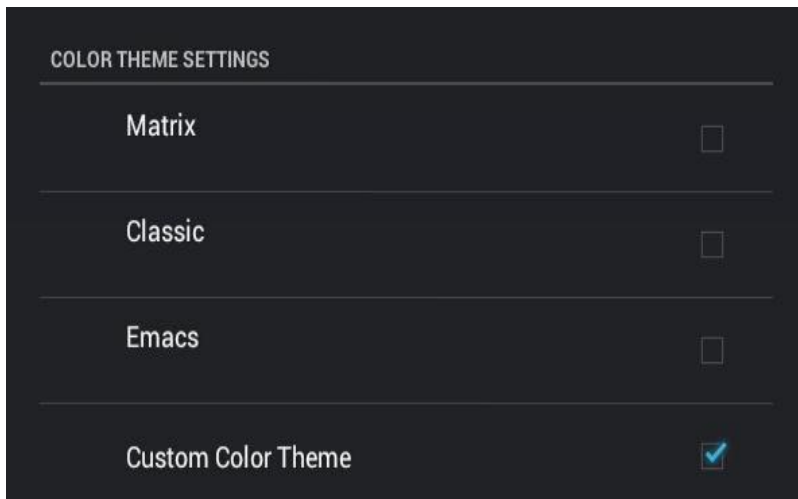 COLOR THEME SETTINGS
Matrix
Classic
Emacs
Custom Color Theme